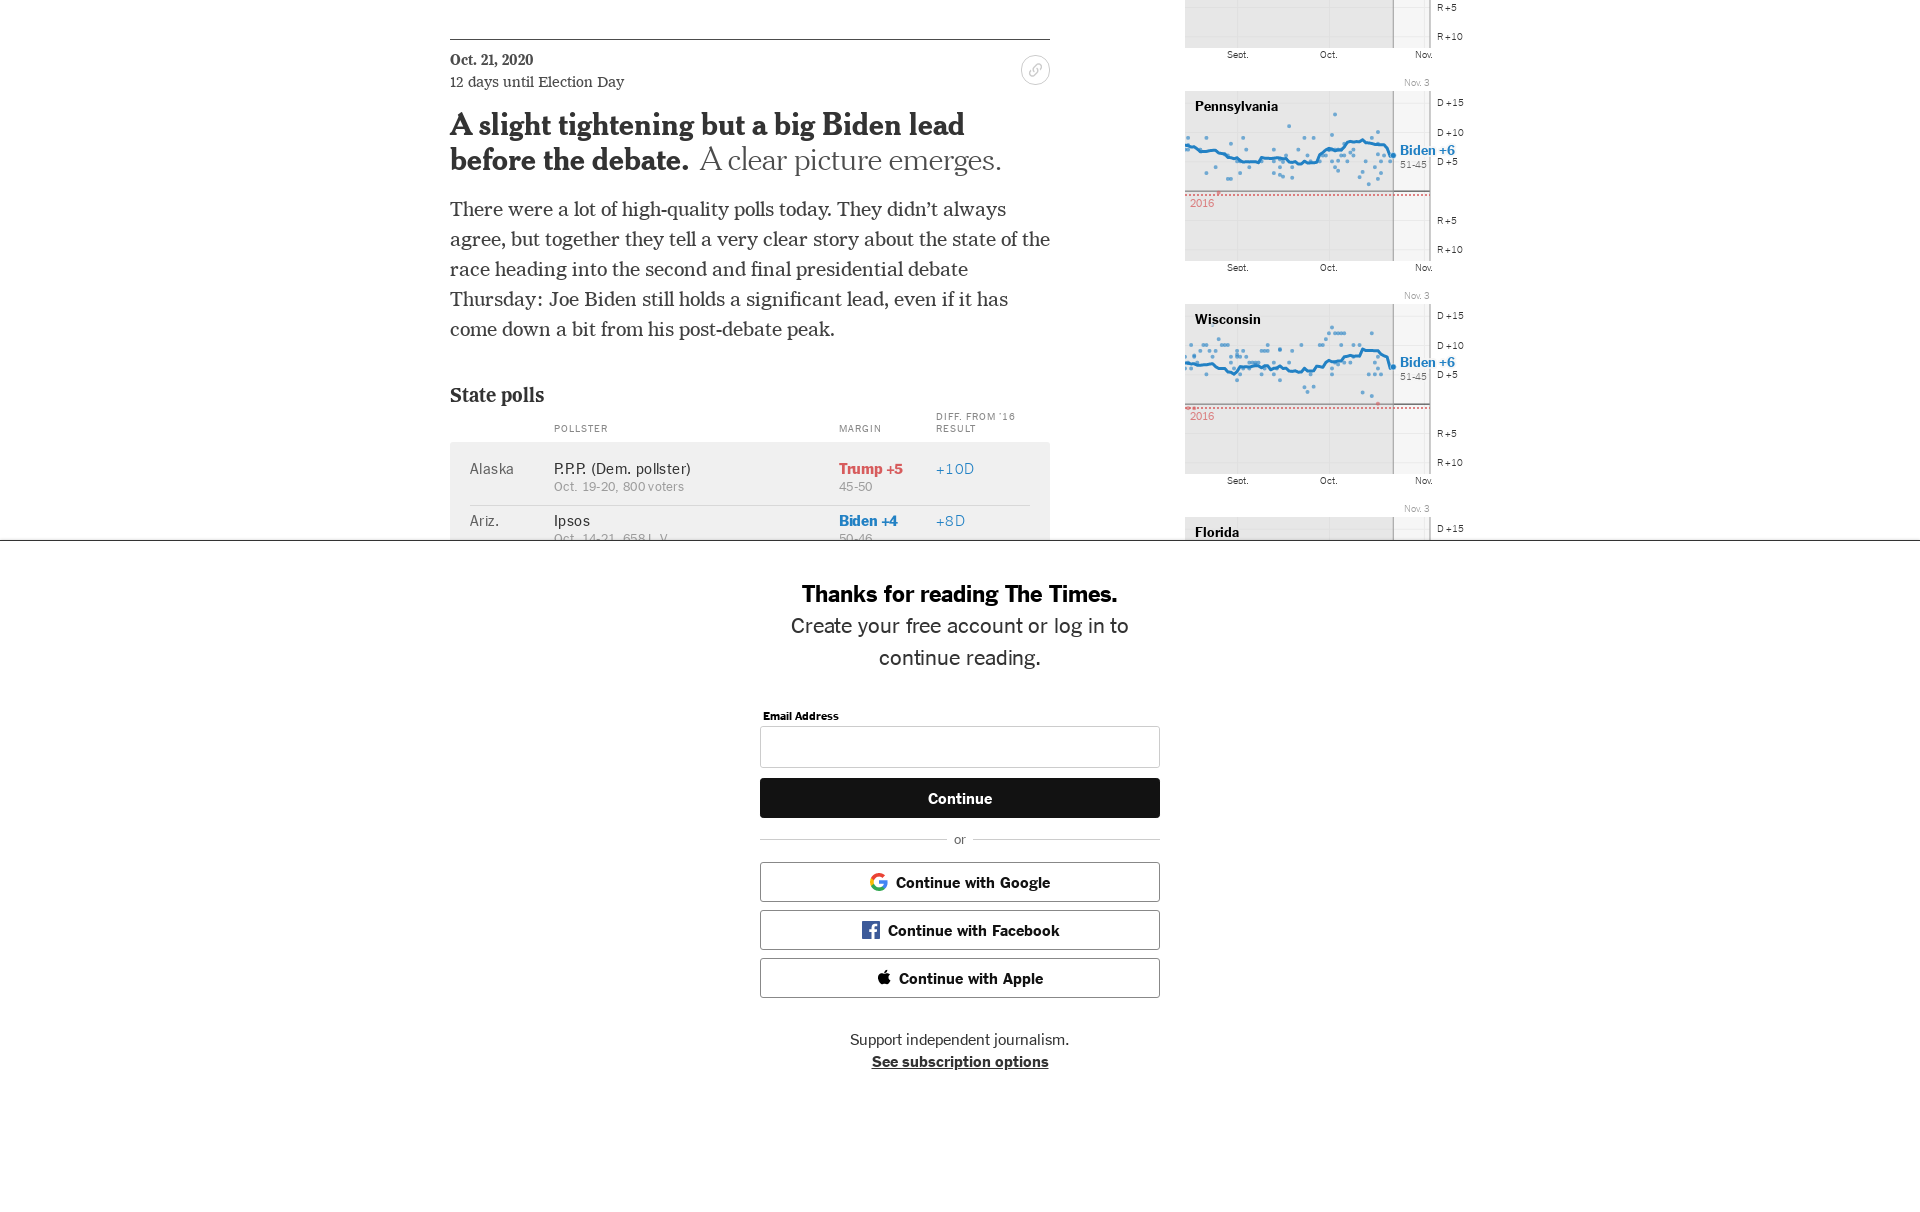 Oct. 21, 2020
12 days until Election Day
A slight tightening but a big Biden lead
before the debate. A clear picture emerges.
There were a lot of high-quality polls today. They didn’t always
agree, but together they tell a very clear story about the state of the
race heading into the second and final presidential debate
Thursday: Joe Biden still holds a significant lead, even if it has
come down a bit from his post-debate peak.
State polls
POLLSTER
MARGIN
DIFF. FROM ’16
RESULT
Alaska
P.P.P. (Dem. pollster)
Trump +5
+10D
Oct. 19-20, 800 voters
45-50
Ariz.
Ipsos
Biden +4
+8D
Oct. 14-21, 658 L.V.
50-46
R +5
R +10
Sept.
Oct.
Nov.
Nov. 3
Pennsylvania
D +15
D +10
Biden +6
51-45
D +5
2016
R +5
R +10
Sept.
Oct.
Nov.
Nov. 3
Wisconsin
D +15
D +10
Biden +6
51-45
D +5
2016
R +5
R +10
Sept.
Oct.
Nov.
Nov. 3
Florida
D +15
Thanks for reading The Times.
Create your free account or log in to
continue reading.
Email Address
Continue
or
Continue with Google
Continue with Facebook
Continue with Apple
Support independent journalism.
See subscription options